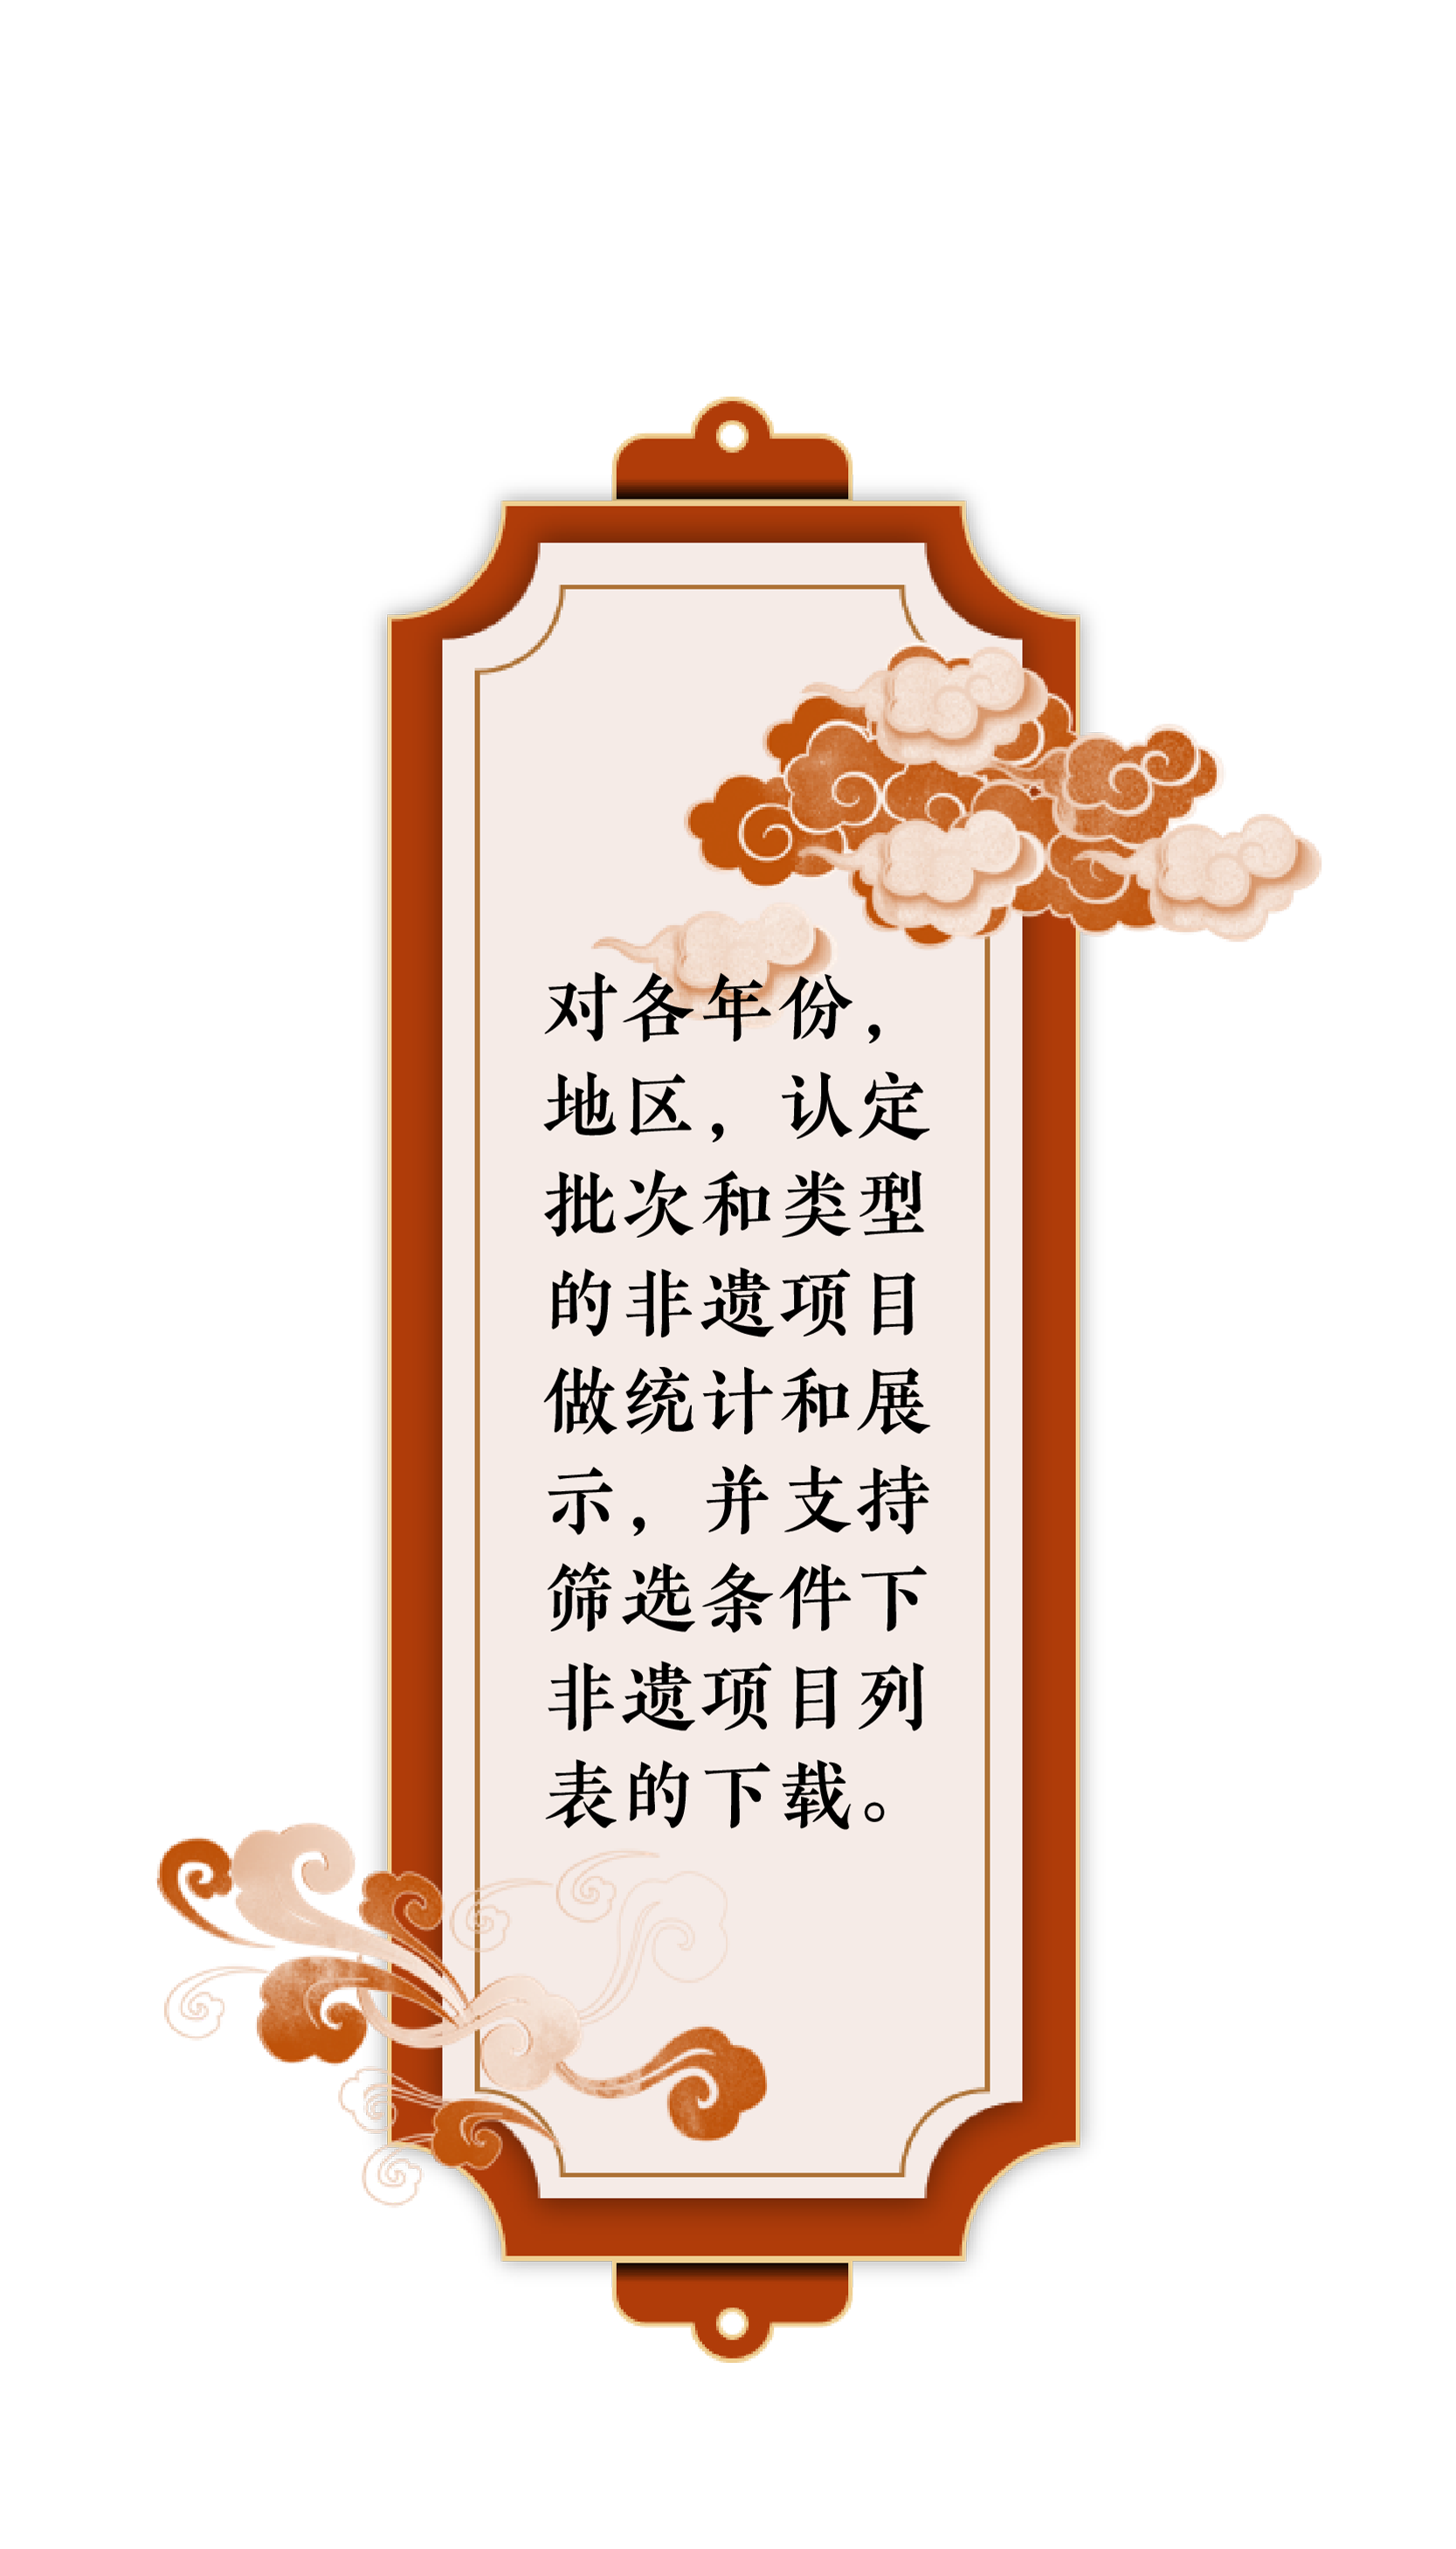 对各年份，
地区，认定
批次和类型
的非遗项目
做统计和展
示，并支持
筛选条件下
非遗项目列
表的下载。